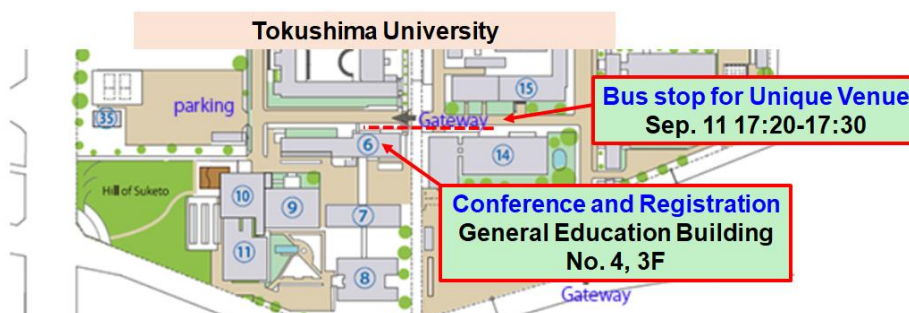 Tokushima University
parking
35
Gateway
15
Bus stop for Unique Venue
Sep. 11 17:20-17:30
6
14
Hill of Suketo
10
9
7
11
8
Conference and Registration
General Education Building
No. 4, 3F
Gateway